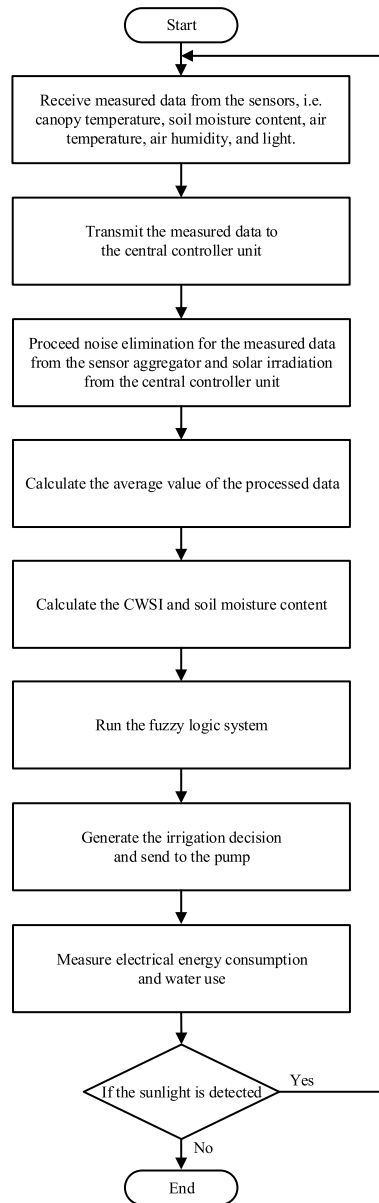 Start
Receive measured data from the sensors, i.e.
canopy temperature, soil moisture content, air
temperature, air humidity, and light.
Transmit the measured data to
the central controller unit
Proceed noise elimination for the measured data
from the sensor aggregator and solar irradiation
from the central controller unit
Calculate the average value of the processed data
Calculate the CWSI and soil moisture content
Run the fuzzy logic system
Generate the irrigation decision
and send to the pump
Measure electrical energy consumption
and water use
If the sunlight is detected
Yes
No
End